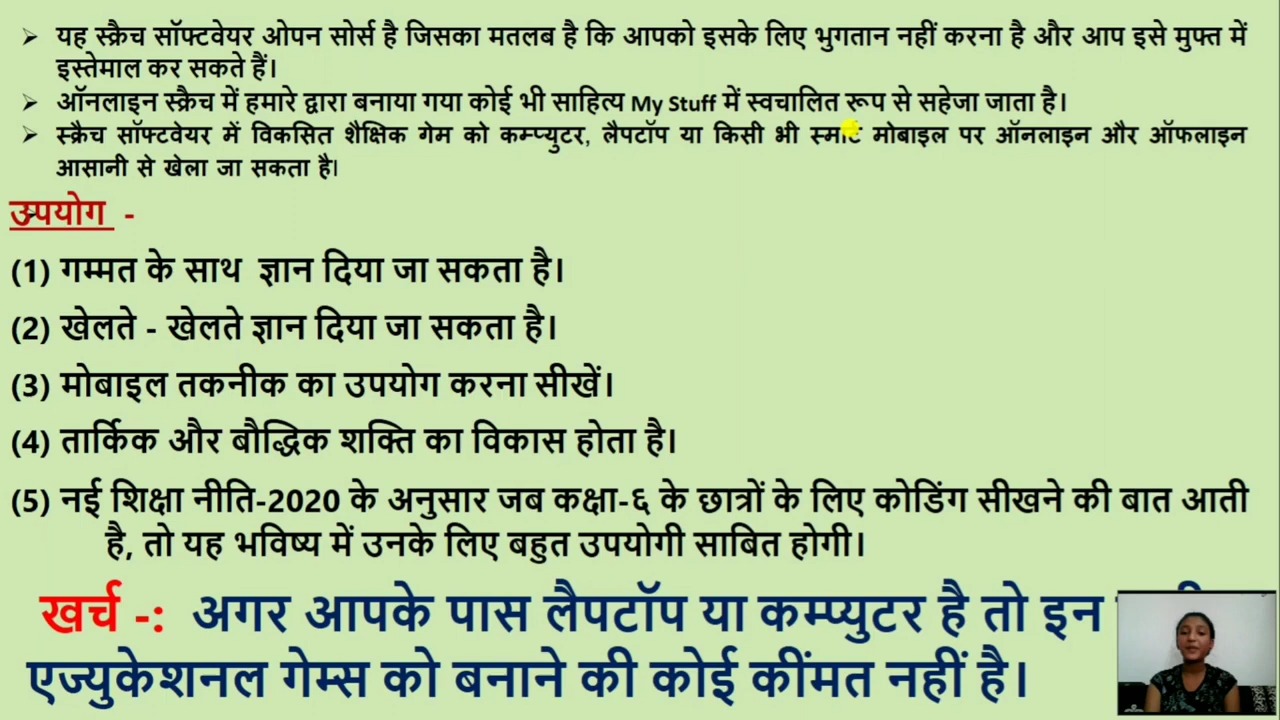 ➢ यह स्क्रैच सॉफ्टवेयर ओपन सोर्स है जिसका मतलब है कि आपको इसके लिए भुगतान नहीं करना है और आप इसे मुफ्त में
इस्तेमाल कर सकते हैं।
➢ ऑनलाइन स्क्रैच में हमारे द्वारा बनाया गया कोई भी साहित्य My Stuff में स्वचालित रूप से सहेजा जाता है।
➢ स्क्रैच सॉफ्टवेयर में विकसित शैक्षिक गेम को कम्प्युटर, लैपटॉप या किसी भी स्मार्ट मोबाइल पर ऑनलाइन और ऑफलाइन
आसानी से खेला जा सकता है।
उपयोग -
(1) गम्मत के साथ ज्ञान दिया जा सकता है।
(2) खेलते - खेलते ज्ञान दिया जा सकता है।
(3) मोबाइल तकनीक का उपयोग करना सीखें।
(4) तार्किक और बौद्धिक शक्ति का विकास होता है।
(5) नई शिक्षा नीति-2020 के अनुसार जब कक्षा-६ के छात्रों के लिए कोडिंग सीखने की बात आती
है, तो यह भविष्य में उनके लिए बहुत उपयोगी साबित होगी।
खर्च -: अगर आपके पास लैपटॉप या कम्प्युटर है तो इन
एज्युकेशनल गेम्स को बनाने की कोई कींमत नहीं है।